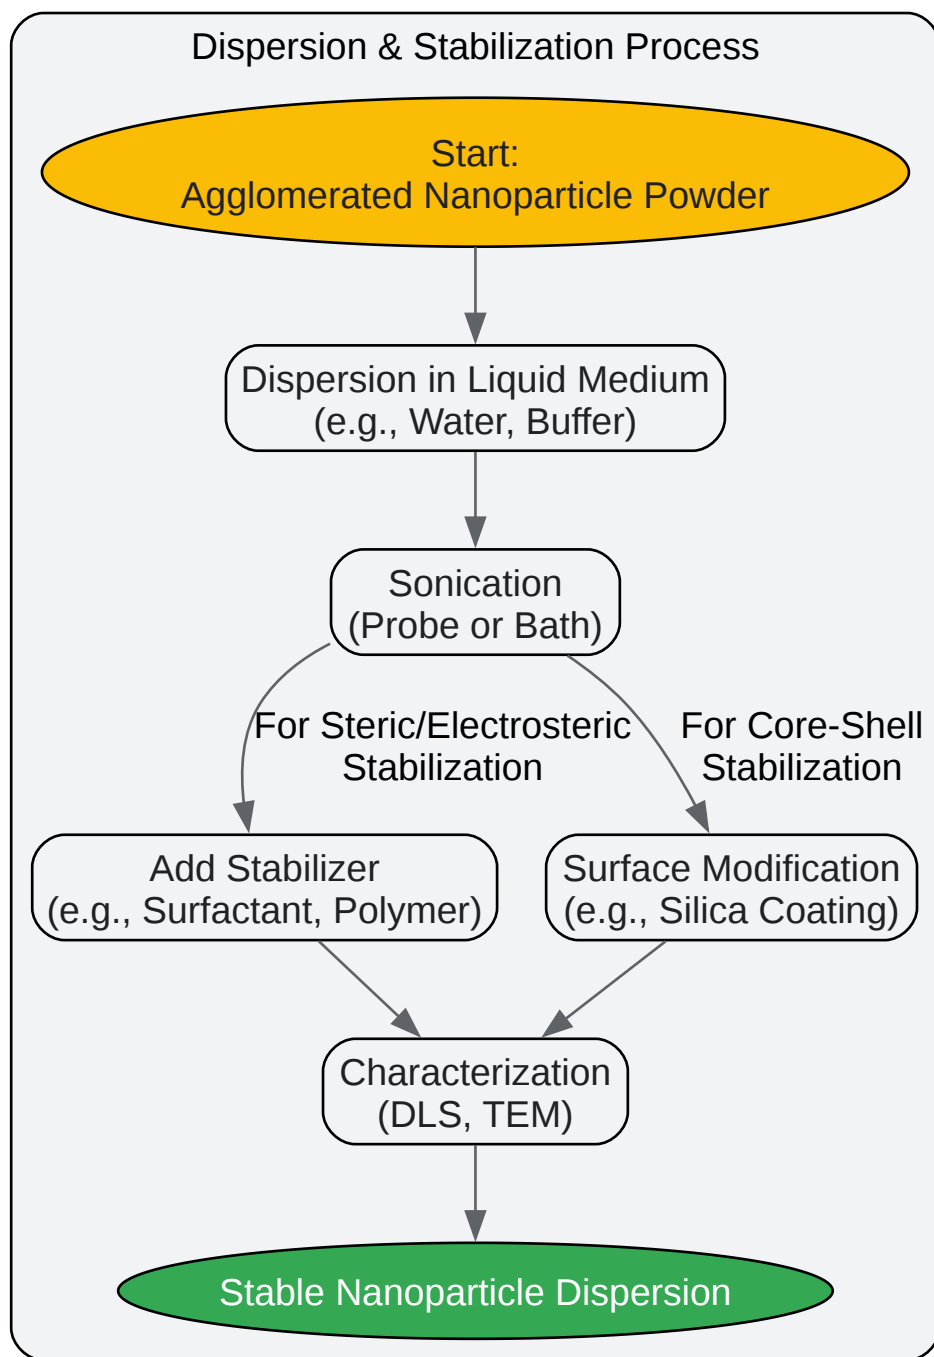 Dispersion & Stabilization Process
Start:
Agglomerated Nanoparticle Powder
Dispersion in Liquid Medium
(e.g., Water, Buffer)
Sonication
(Probe or Bath)
For Steric/Electrosteric
Stabilization
For Core-Shell
Stabilization
Add Stabilizer
(e.g., Surfactant, Polymer)
Surface Modification
(e.g., Silica Coating)
Characterization
(DLS, TEM)
Stable Nanoparticle Dispersion